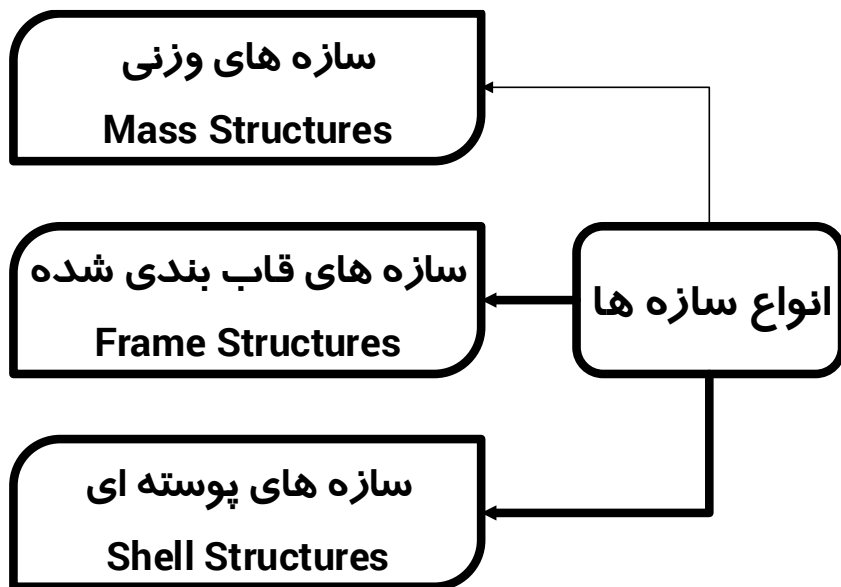 سازه های وزنی
Mass Structures
انواع سازه ها
سازه های قاب بندی شده
Frame Structures
سازه های پوسته ای
Shell Structures